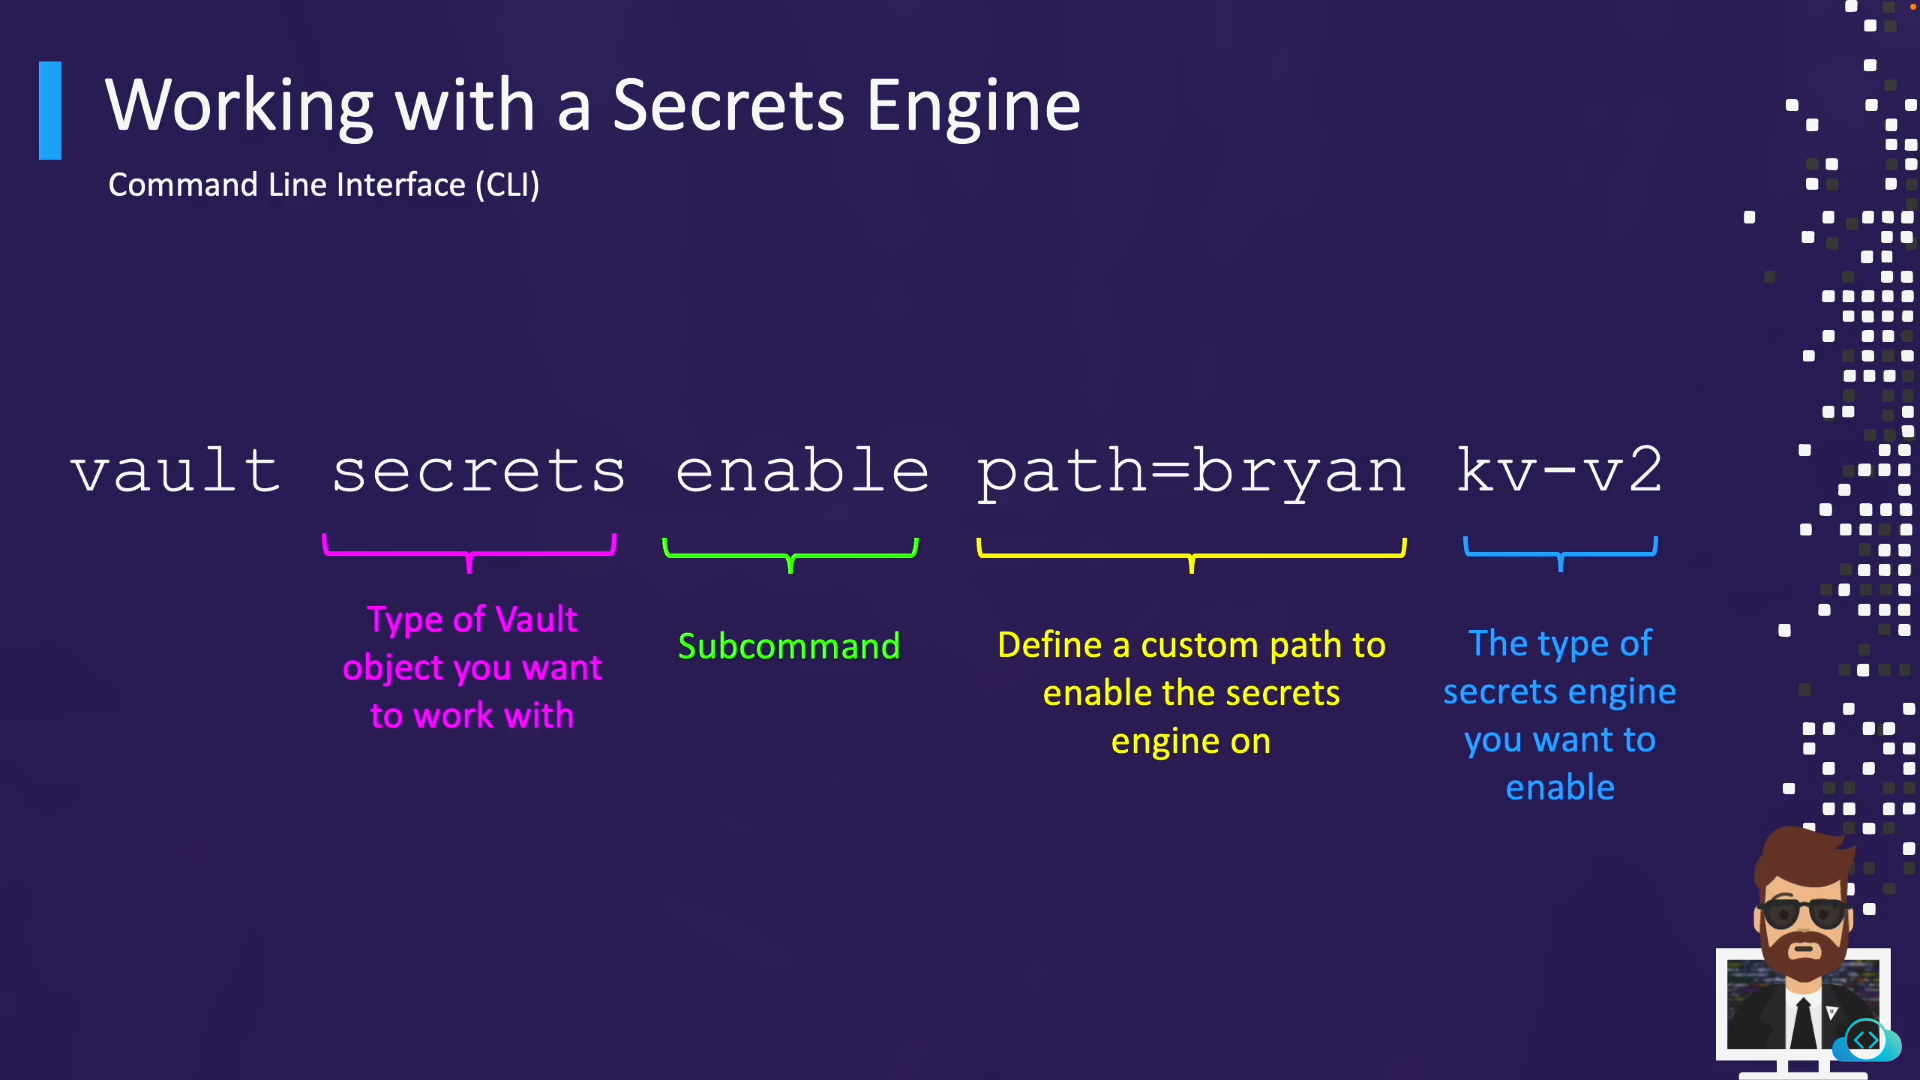 Working with a Secrets Engine
Command Line Interface (CLI)
vault secrets enable path=bryan kv-v2
Type of Vault
object you want
to work with
Subcommand
Define a custom path to
enable the secrets
engine on
The type of
secrets engine
you want to
enable